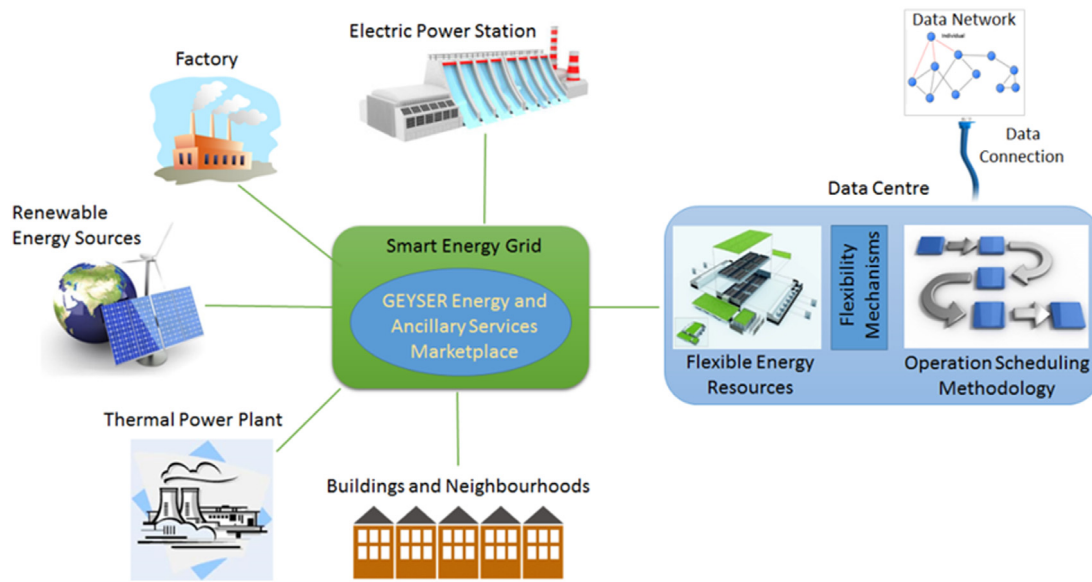 Electric Power Station
Data Network
Individual
Factory
Data
Connection
Data Centre
Renewable
Energy Sources
Smart Energy Grid
GEYSER Energy and
Ancillary Services
Marketplace
Flexibility
Mechanisms
Flexible Energy
Resources
Operation Scheduling
Methodology
Thermal Power Plant
Buildings and Neighbourhoods